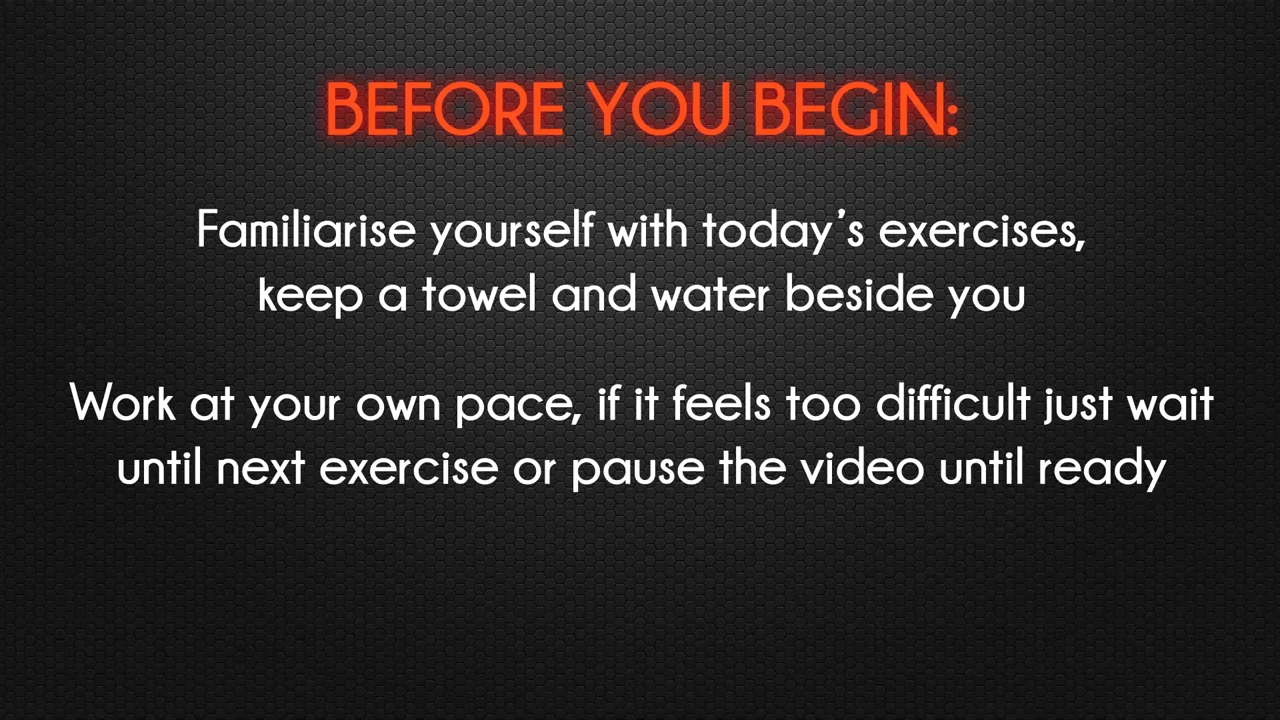 BEFORE YOU BEGIN:
Familiarise yourself with today's exercises,
keep a towel and water beside you
Work at your own pace, if it feels too difficult just wait
until next exercise or pause the video until ready